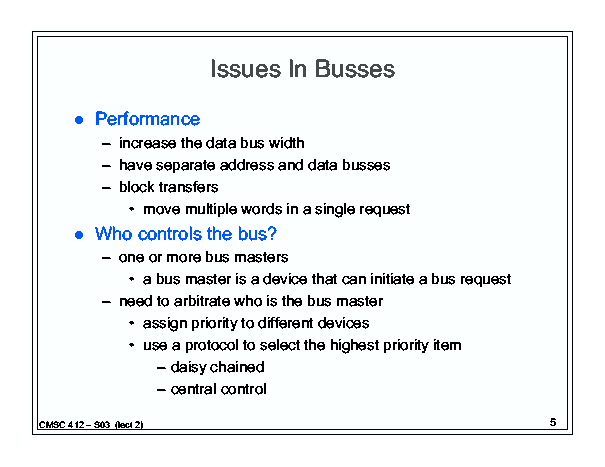 Issues In Busses
● Performance
– increase the data bus width
– have separate address and data busses
– block transfers
• move multiple words in a single request
● Who controls the bus?
– one or more bus masters
• a bus master is a device that can initiate a bus request
– need to arbitrate who is the bus master
• assign priority to different devices
• use a protocol to select the highest priority item
– daisy chained
– central control
CMSC 412 – S03 (lect 2)
5